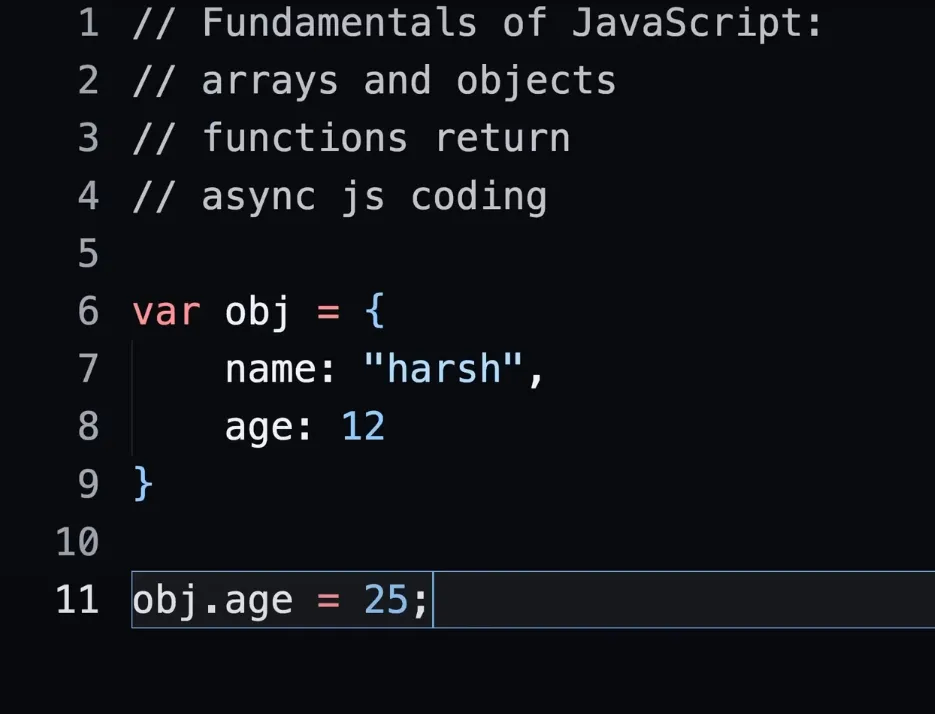 1 // Fundamentals of JavaScript:
2 // arrays and objects
3 // functions return
4 // async js coding
5
6 var obj = {
7     name: "harsh",
8     age: 12
9 }
10
11 obj.age = 25;